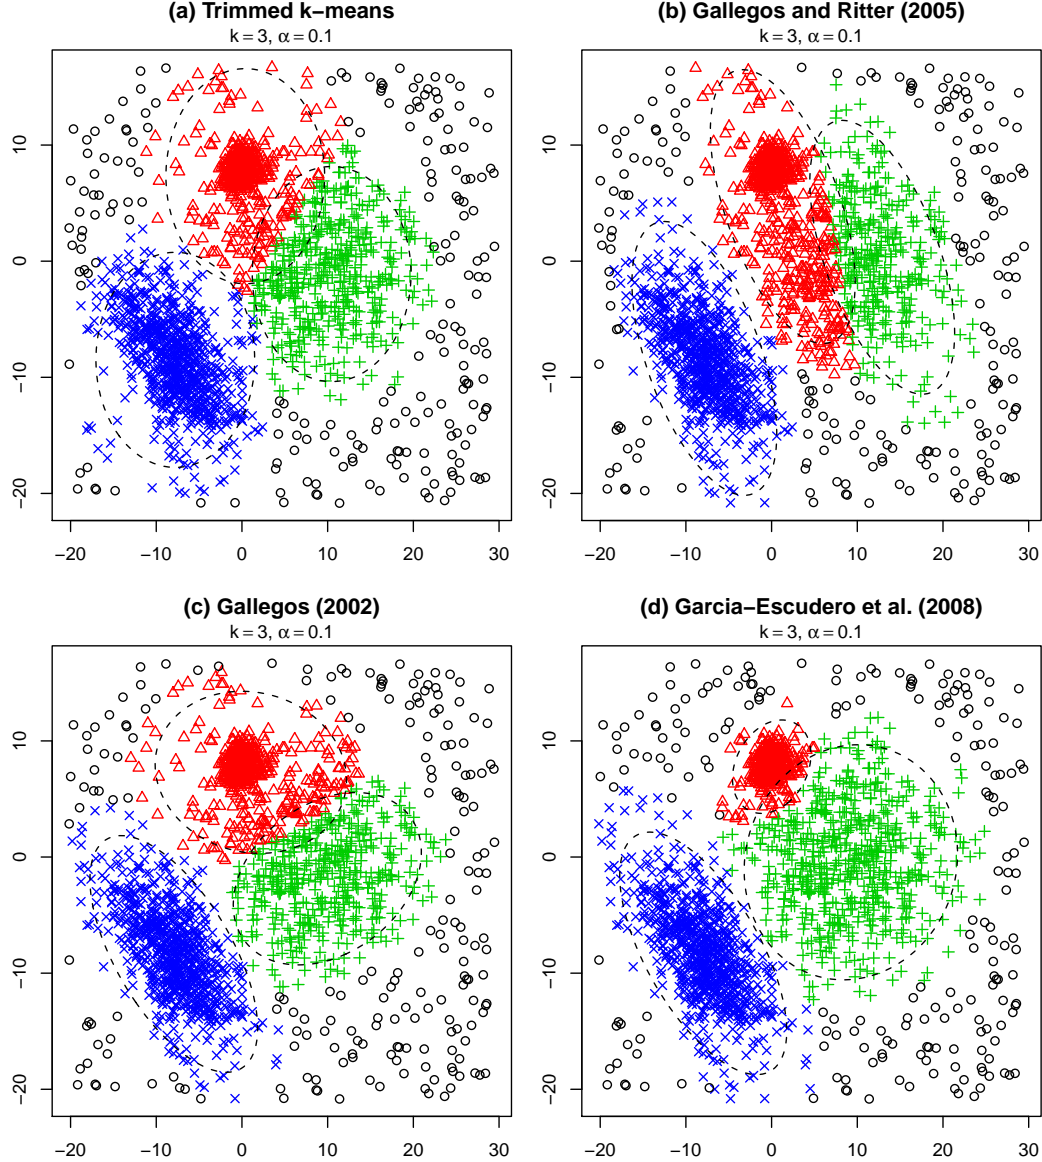 (a) Trimmed k−means
k = 3, α = 0.1
10
0
−10
−20
−20 −10 0 10 20 30
(b) Gallegos and Ritter (2005)
k = 3, α = 0.1
10
0
−10
−20
−20 −10 0 10 20 30
(c) Gallegos (2002)
k = 3, α = 0.1
10
0
−10
−20
−20 −10 0 10 20 30
(d) Garcia−Escudero et al. (2008)
k = 3, α = 0.1
10
0
−10
−20
−20 −10 0 10 20 30